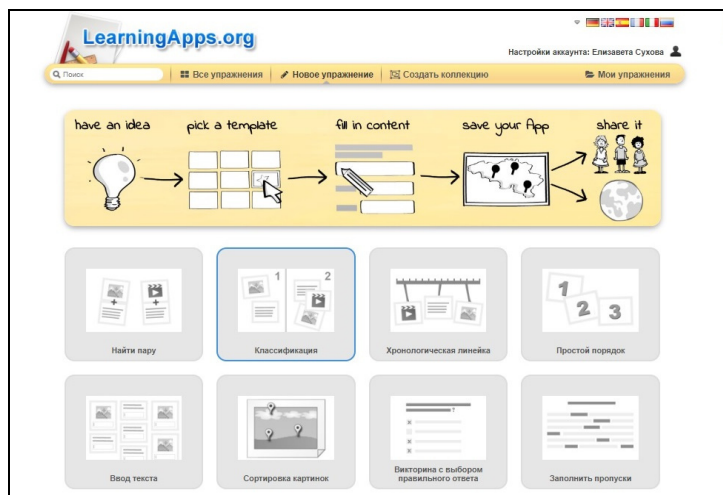 LearningApps.org
Настройки аккаунта: Елизавета Сухова
Поиск
Все упражнения
Новое упражнение
Создать коллекцию
Мои упражнения
have an idea
pick a template
fill in content
save your App
share it
1 2
1 2 3
Найти пару
Классификация
Хронологическая линейка
Простой порядок
Ввод текста
Сортировка картинок
Викторина с выбором
правильного ответа
Заполнить пропуски